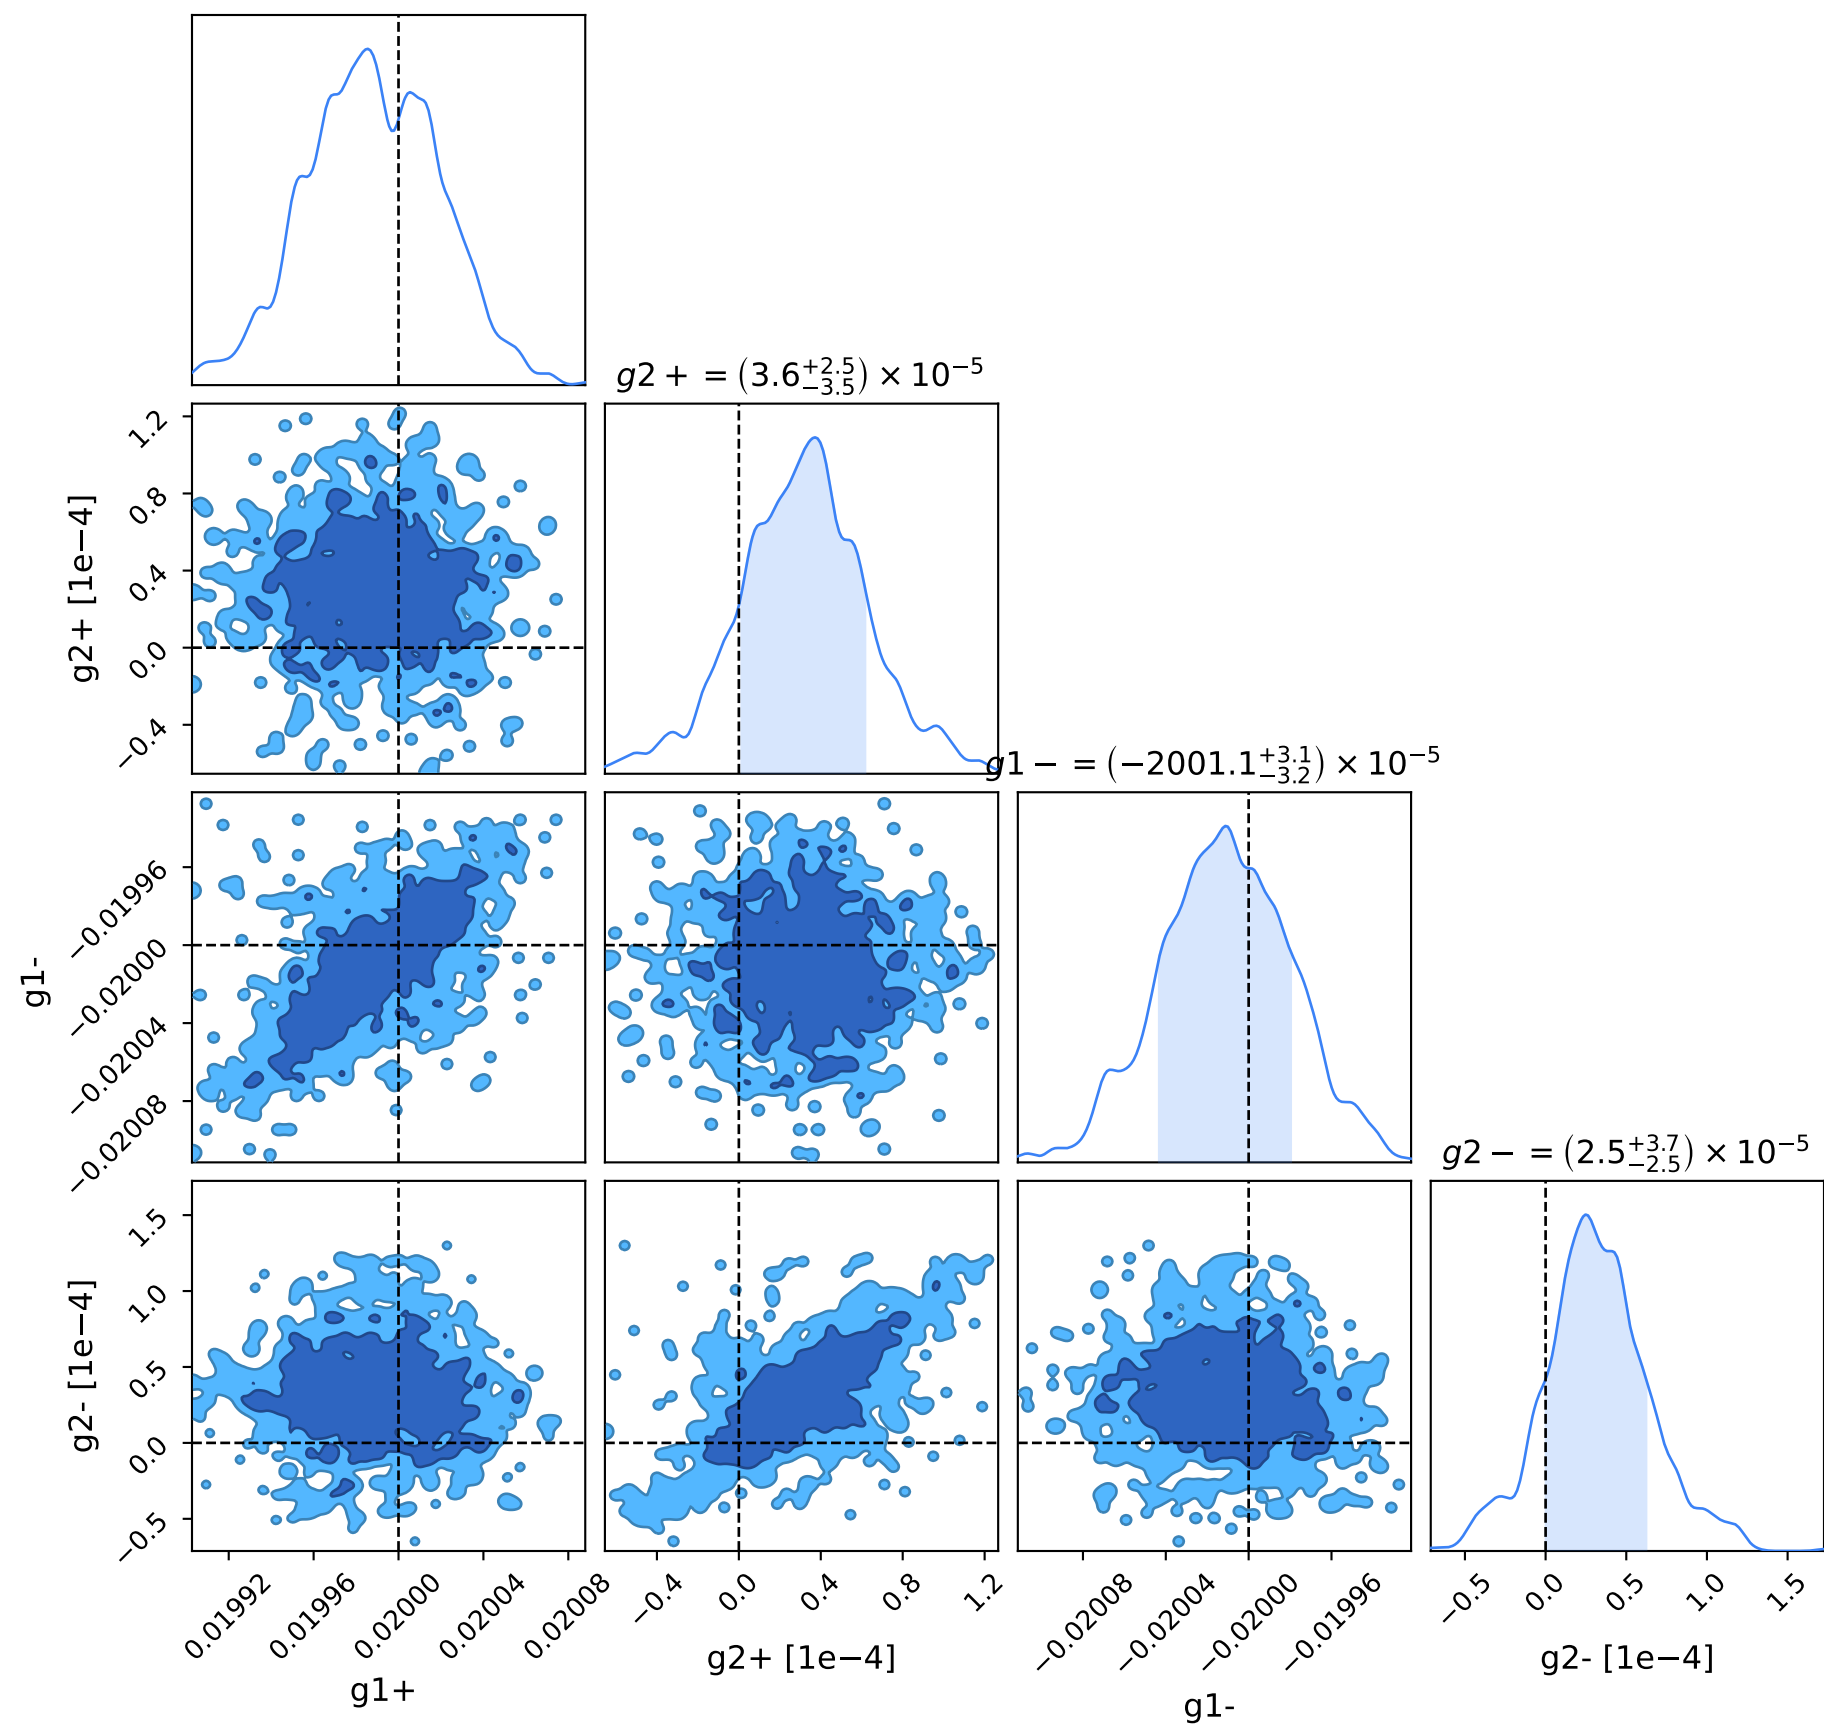 g2+ = (3.6 +2.5 −3.5) × 10−5
1.2
0.8
0.4
0.0
−0.4
g2+ [1e−4]
g1− = (−2001.1 +3.1 −3.2) × 10−5
−0.01996
−0.02000
−0.02004
−0.02008
g1-
g2− = (2.5 +3.7 −2.5) × 10−5
1.5
1.0
0.5
0.0
−0.5
g2- [1e−4]
0.01992 0.01996 0.02000 0.02004 0.02008
−0.4 0.0 0.4 0.8 1.2
−0.02008 −0.02004 −0.02000 −0.01996
−0.5 0.0 0.5 1.0 1.5
g1+
g2+ [1e−4]
g1-
g2- [1e−4]